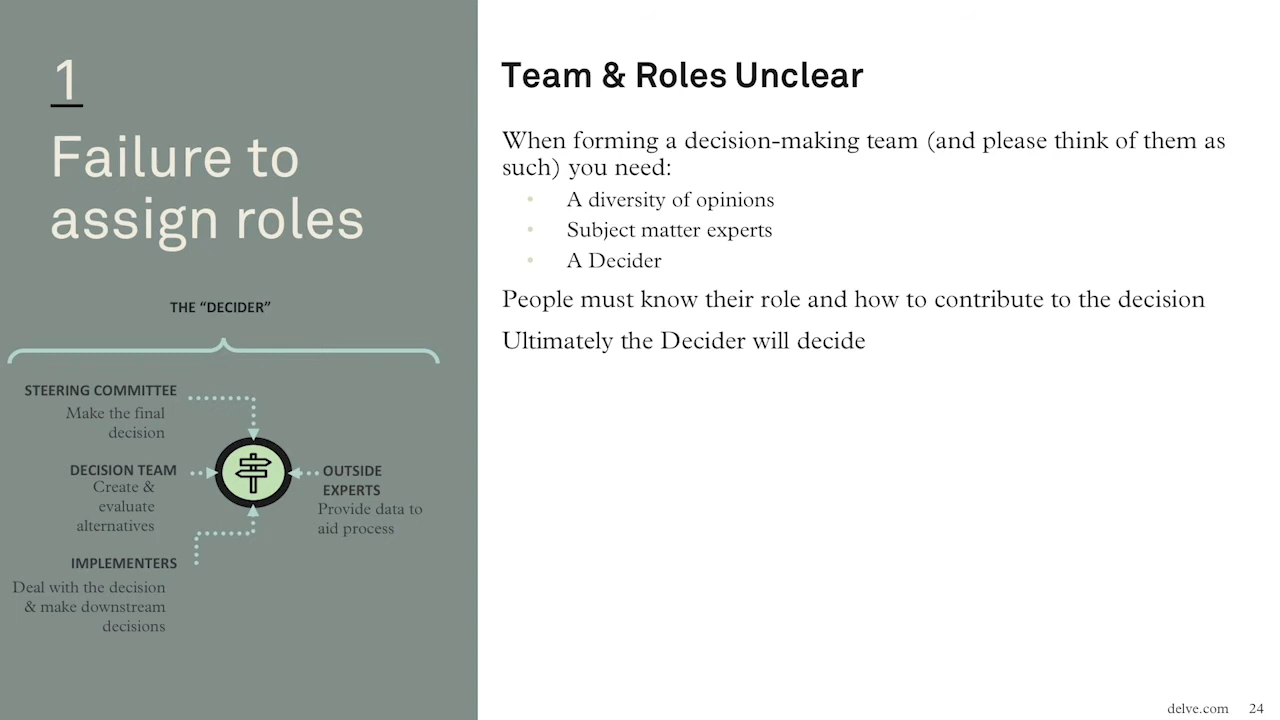 1
Failure to
assign roles
THE “DECIDER”
STEERING COMMITTEE
Make the final
decision
DECISION TEAM
Create &
evaluate
alternatives
OUTSIDE
EXPERTS
Provide data to
aid process
IMPLEMENTERS
Deal with the decision
& make downstream
decisions
Team & Roles Unclear
When forming a decision-making team (and please think of them as
such) you need:
• A diversity of opinions
• Subject matter experts
• A Decider
People must know their role and how to contribute to the decision
Ultimately the Decider will decide
delve.com 24